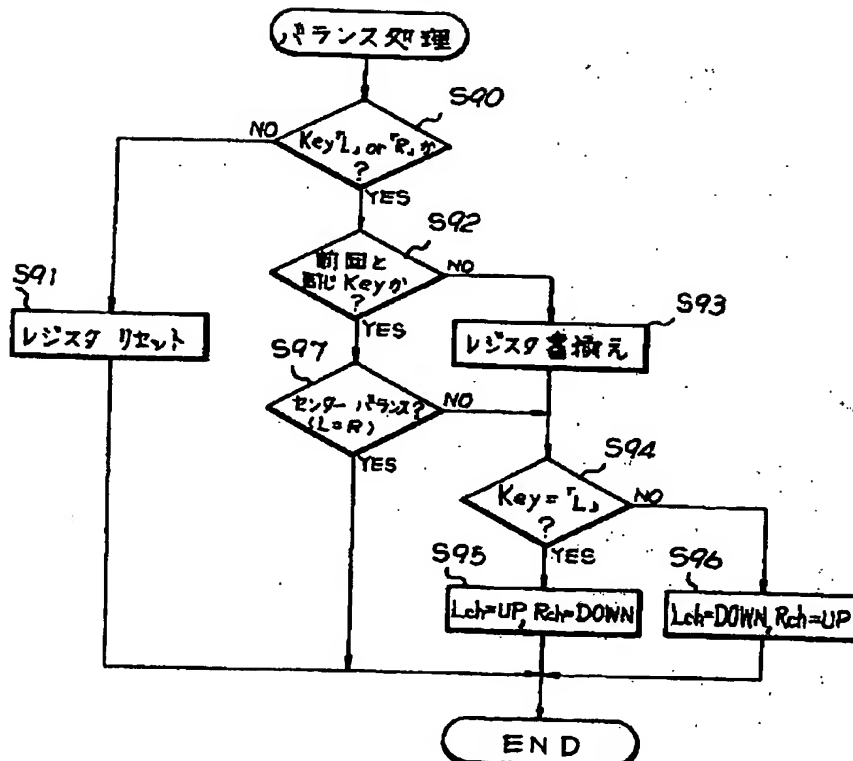 バランス処理
S90
Key「L」or「R」か
?
NO
YES
S92
前回と
同じKeyか
?
NO
YES
S91
レジスタ リセット
S93
レジスタ書換え
S97
センターバランス?
(L=R)
NO
YES
S94
Key=「L」
?
NO
YES
S95
Lch=UP, Rch=DOWN
S96
Lch=DOWN, Rch=UP
END